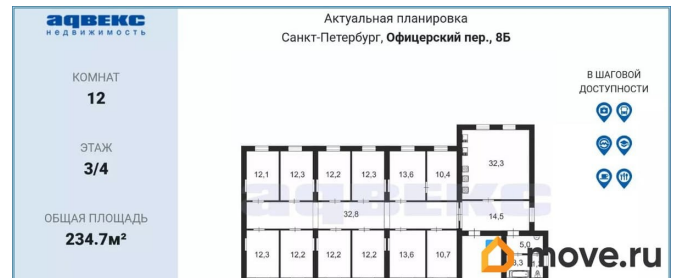 адвекс
недвижимость
Актуальная планировка
Санкт-Петербург, Офицерский пер., 8Б
КОМНАТ
12
ЭТАЖ
3/4
ОБЩАЯ ПЛОЩАДЬ
234.7м²
В ШАГОВОЙ
ДОСТУПНОСТИ
12,1 12,3 12,2 12,3 13,6 10,4 32,3
адвекс
32,8 14,5
12,3 12,2 12,2 12,2 13,6 10,7 5,0
move.ru